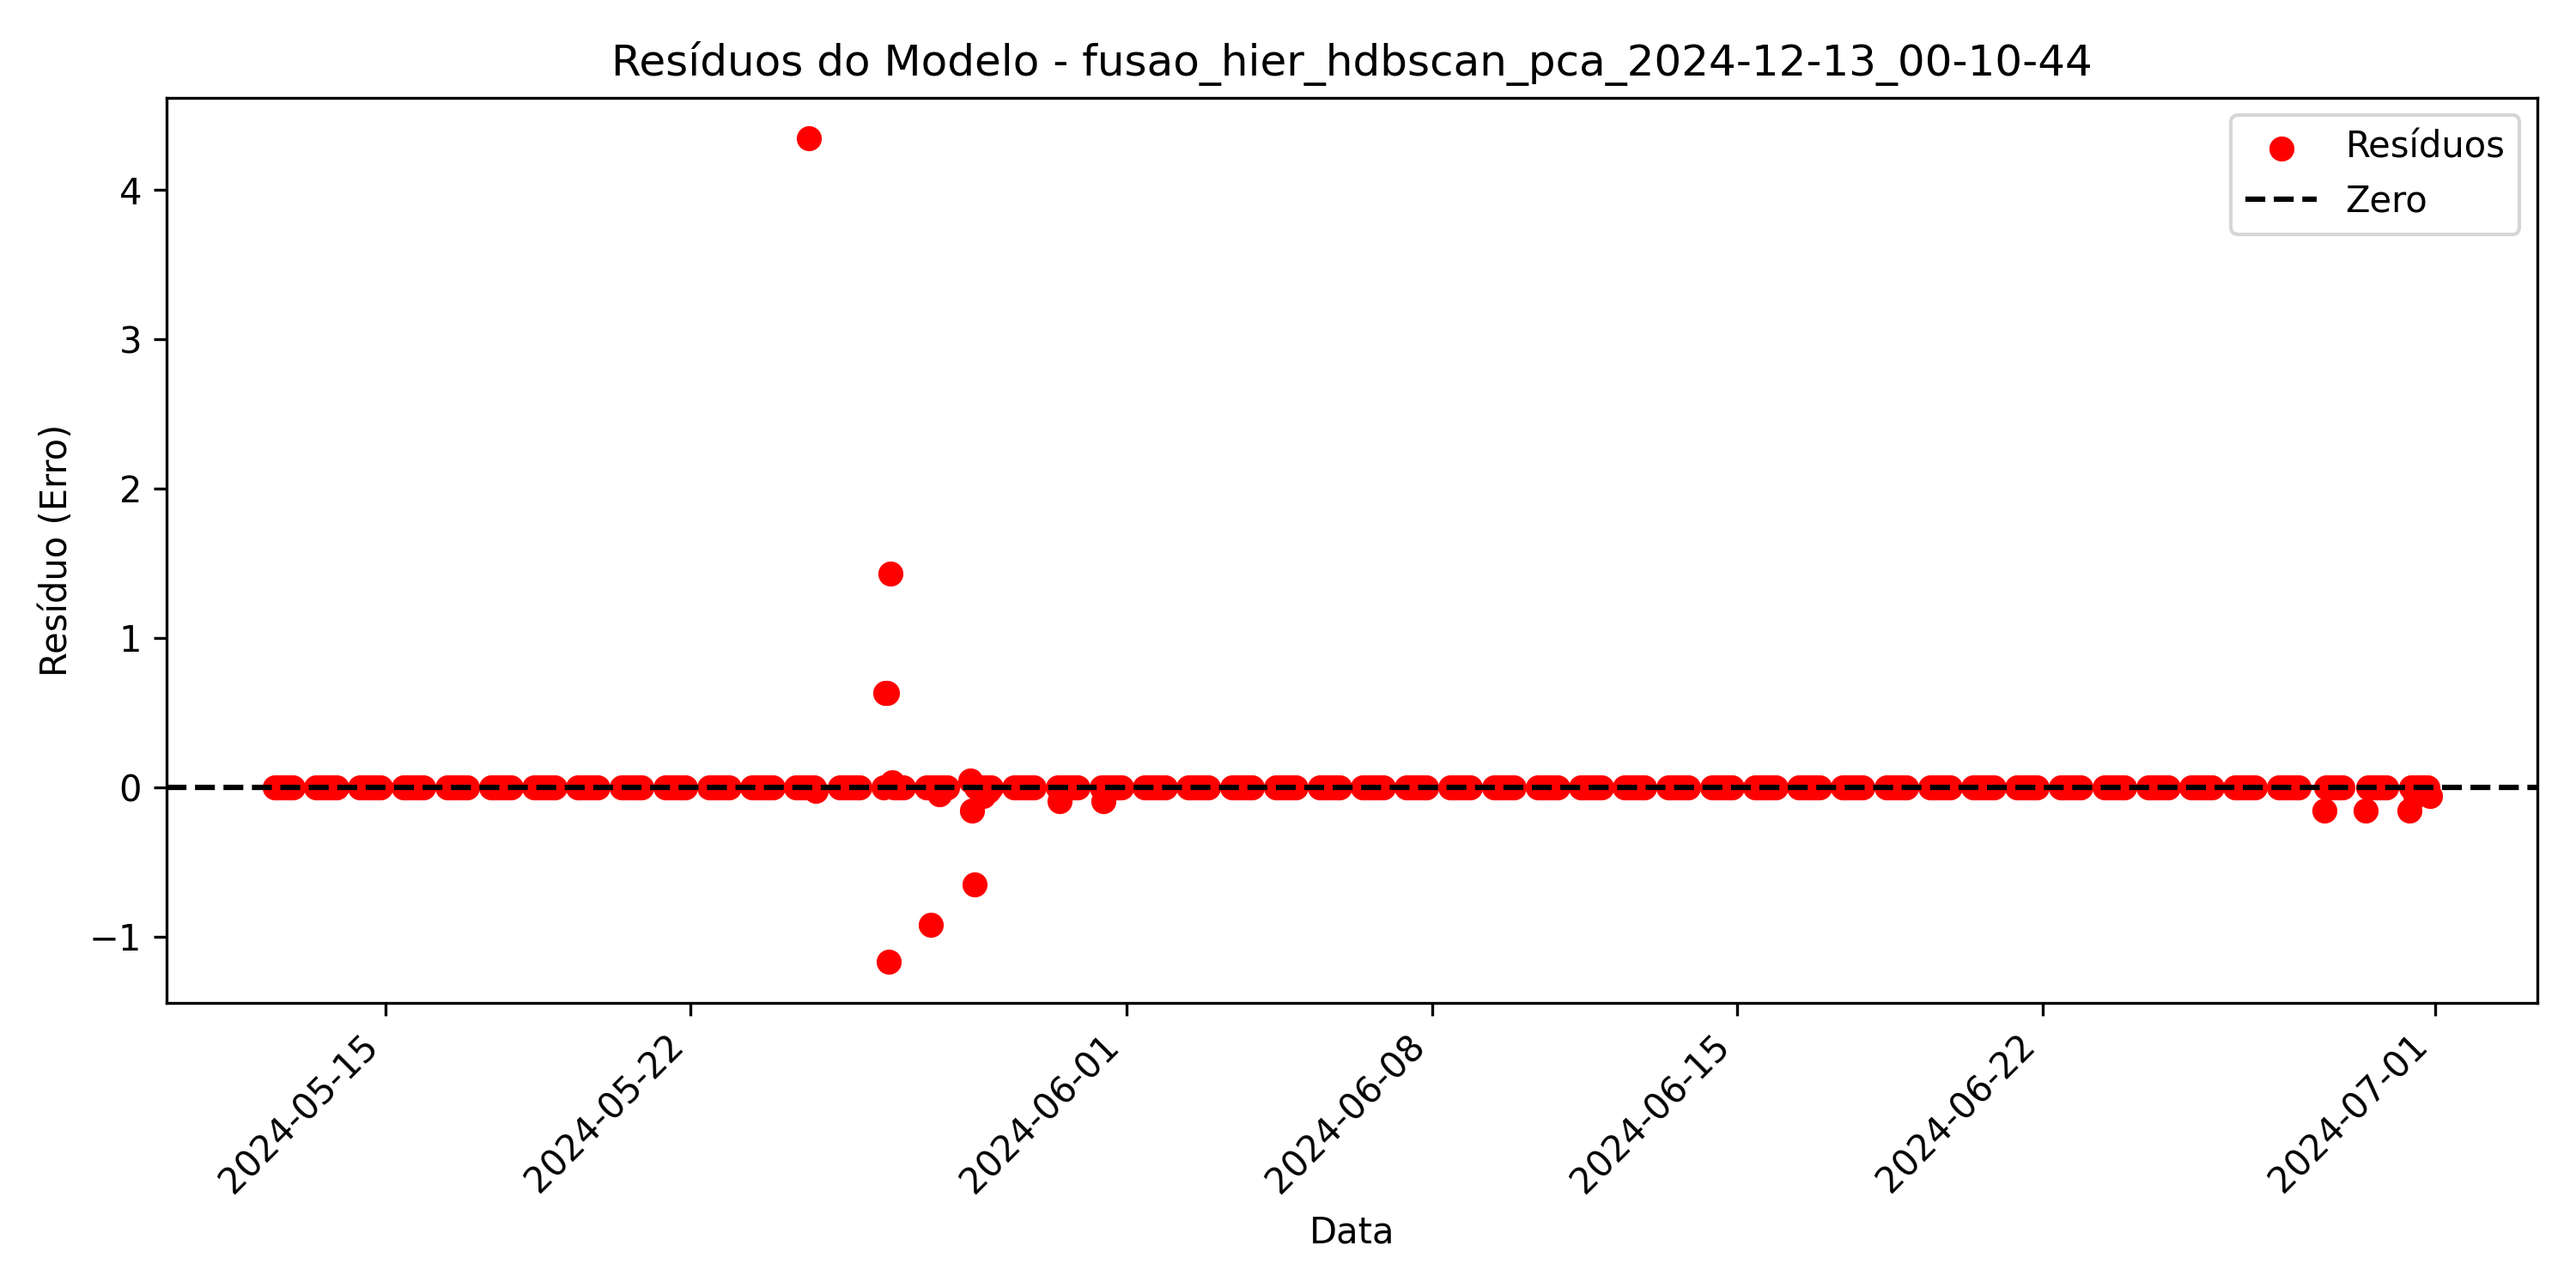 Resíduos do Modelo - fusao_hier_hdbscan_pca_2024-12-13_00-10-44
Resíduos
Zero
Resíduo (Erro)
4
3
2
1
0
−1
2024-05-15
2024-05-22
2024-06-01
2024-06-08
2024-06-15
2024-06-22
2024-07-01
Data